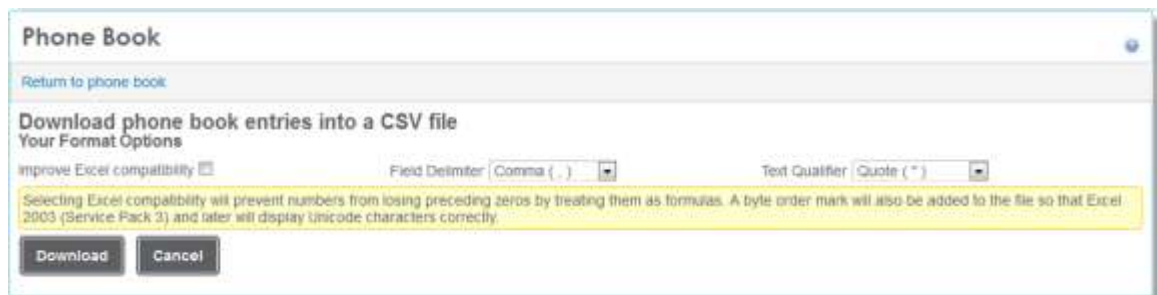 Phone Book
Return to phone book
Download phone book entries into a CSV file
Your Format Options
Improve Excel compatibility Field Delimiter Comma ( , ) Text Qualifier Quote ( " )
Selecting Excel compatibility will prevent numbers from losing preceding zeros by treating them as formulas. A byte order mark will also be added to the file so that Excel
2003 (Service Pack 3) and later will display Unicode characters correctly.
Download Cancel